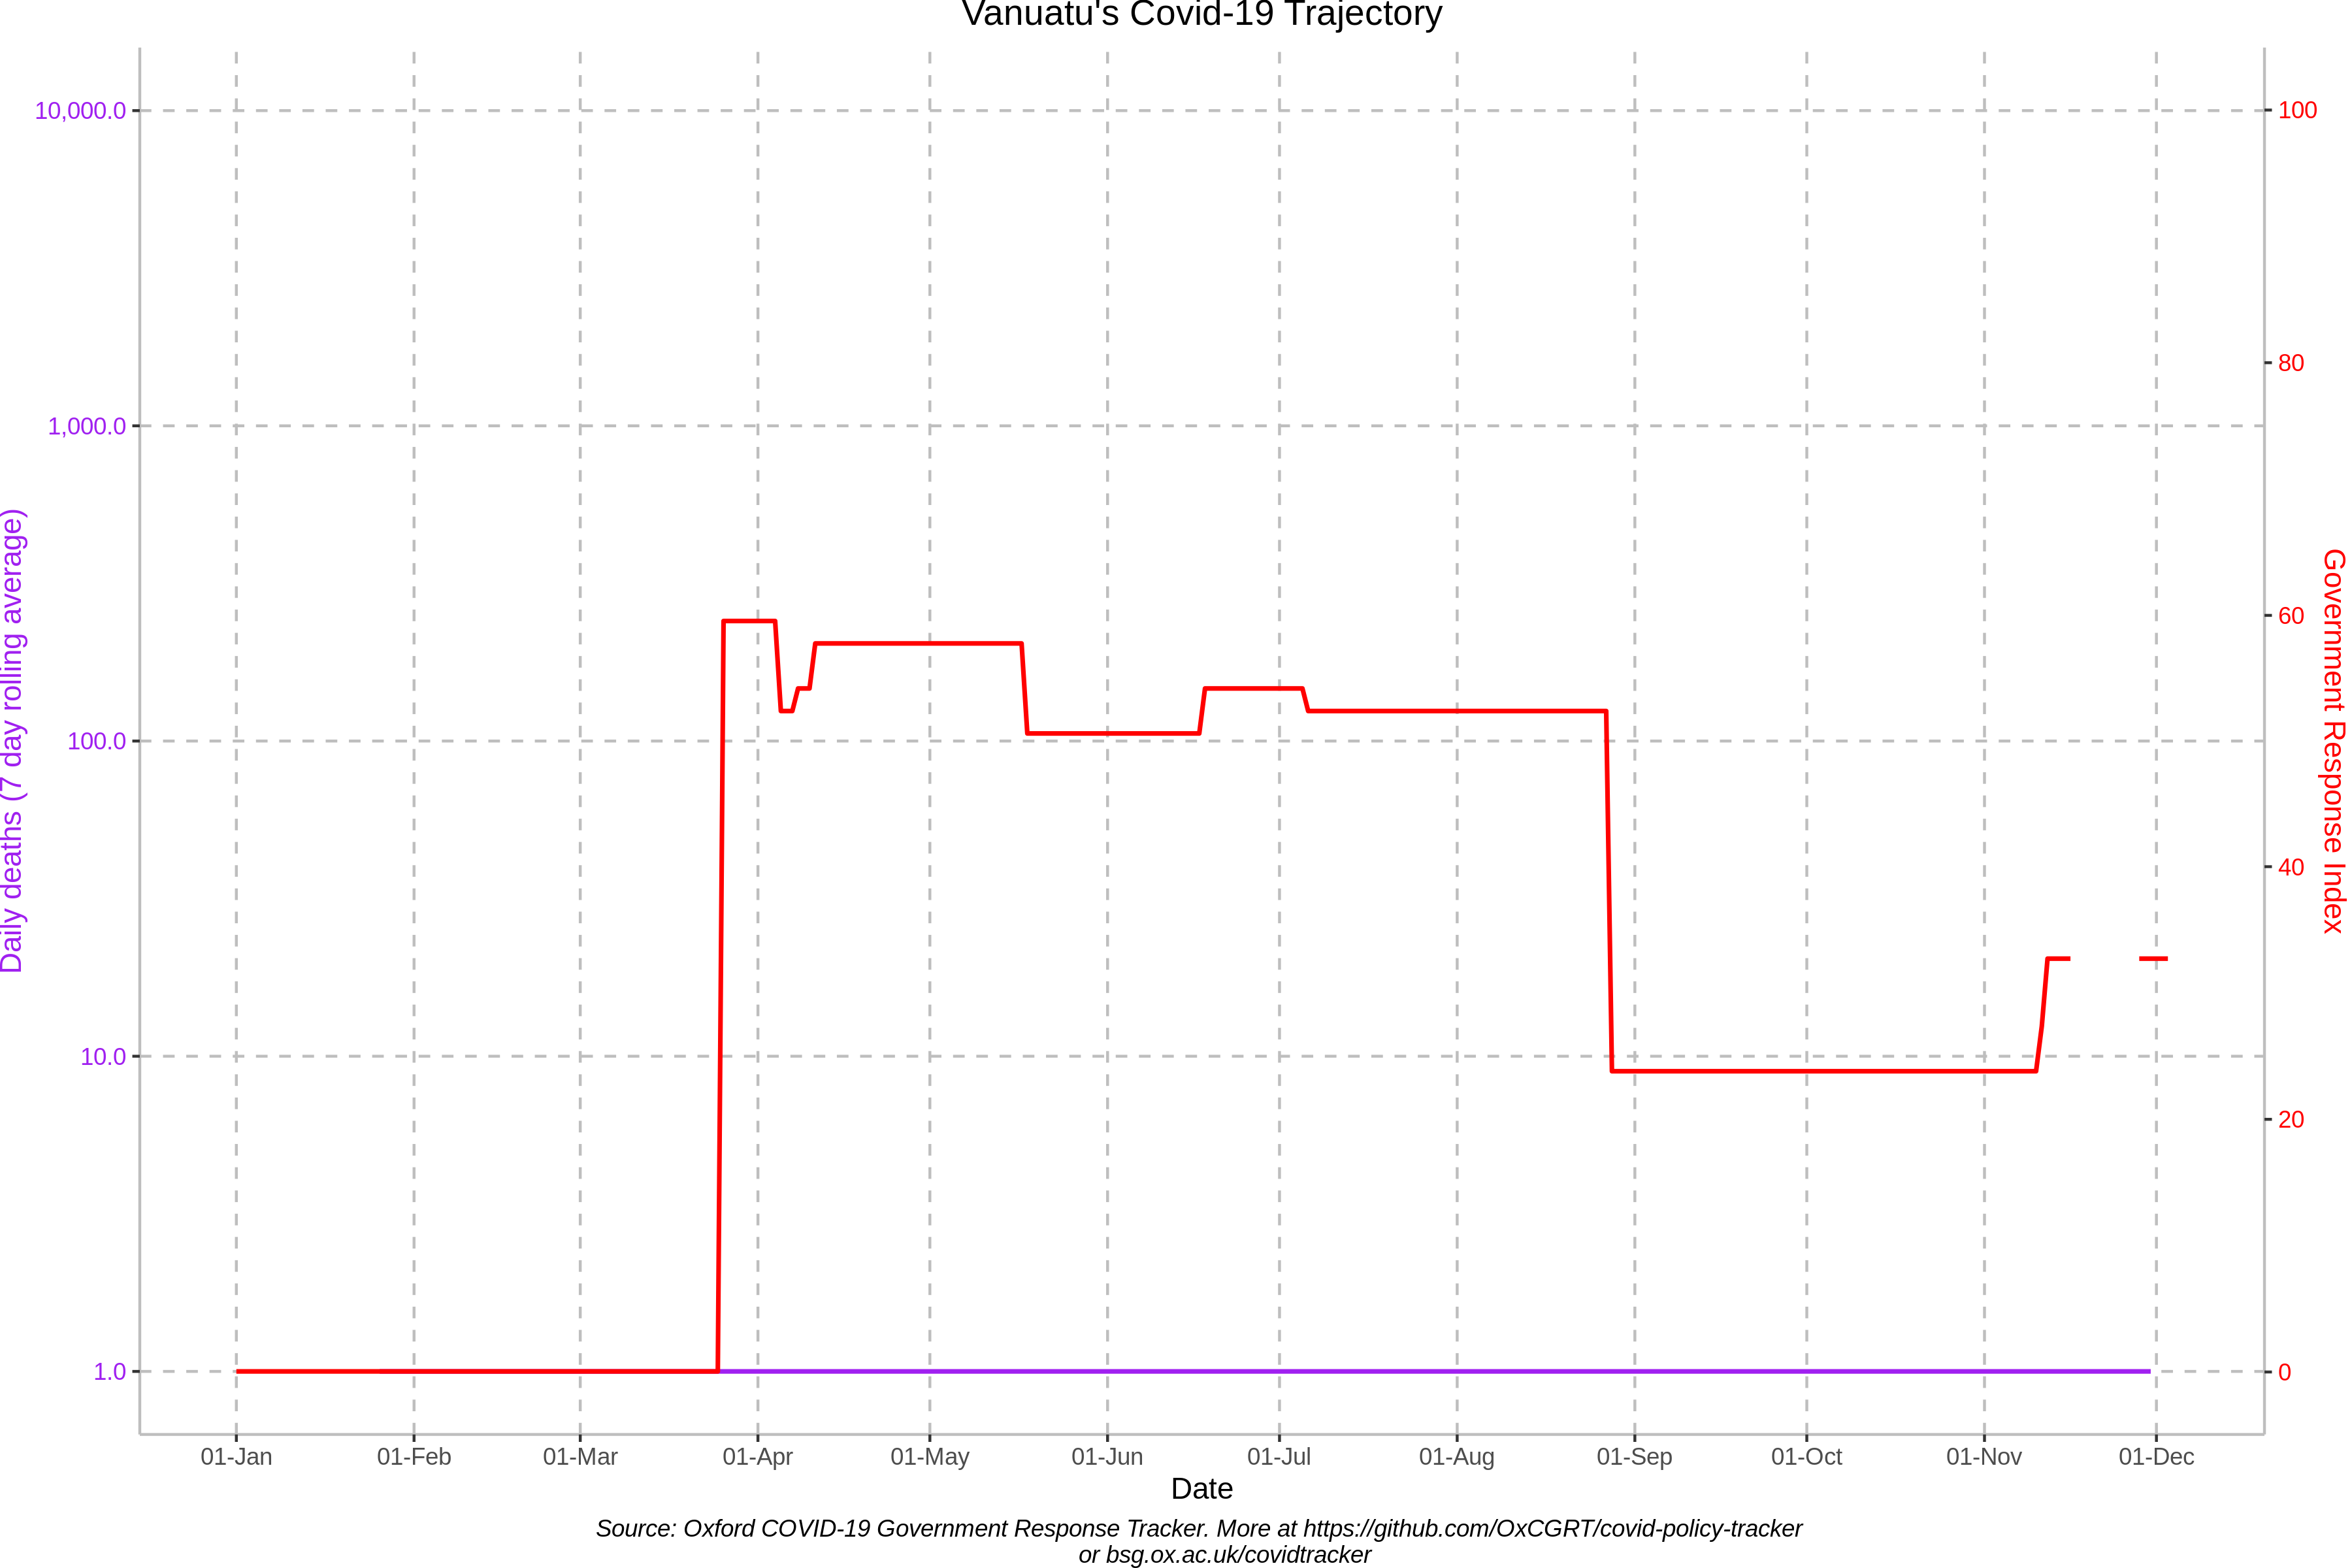 Vanuatu's Covid-19 Trajectory
10,000.0
1,000.0
100.0
10.0
1.0
Daily deaths (7 day rolling average)
100
80
60
40
20
0
Government Response Index
01-Jan
01-Feb
01-Mar
01-Apr
01-May
01-Jun
01-Jul
01-Aug
01-Sep
01-Oct
01-Nov
01-Dec
Date
Source: Oxford COVID-19 Government Response Tracker. More at https://github.com/OxCGRT/covid-policy-tracker
or bsg.ox.ac.uk/covidtracker